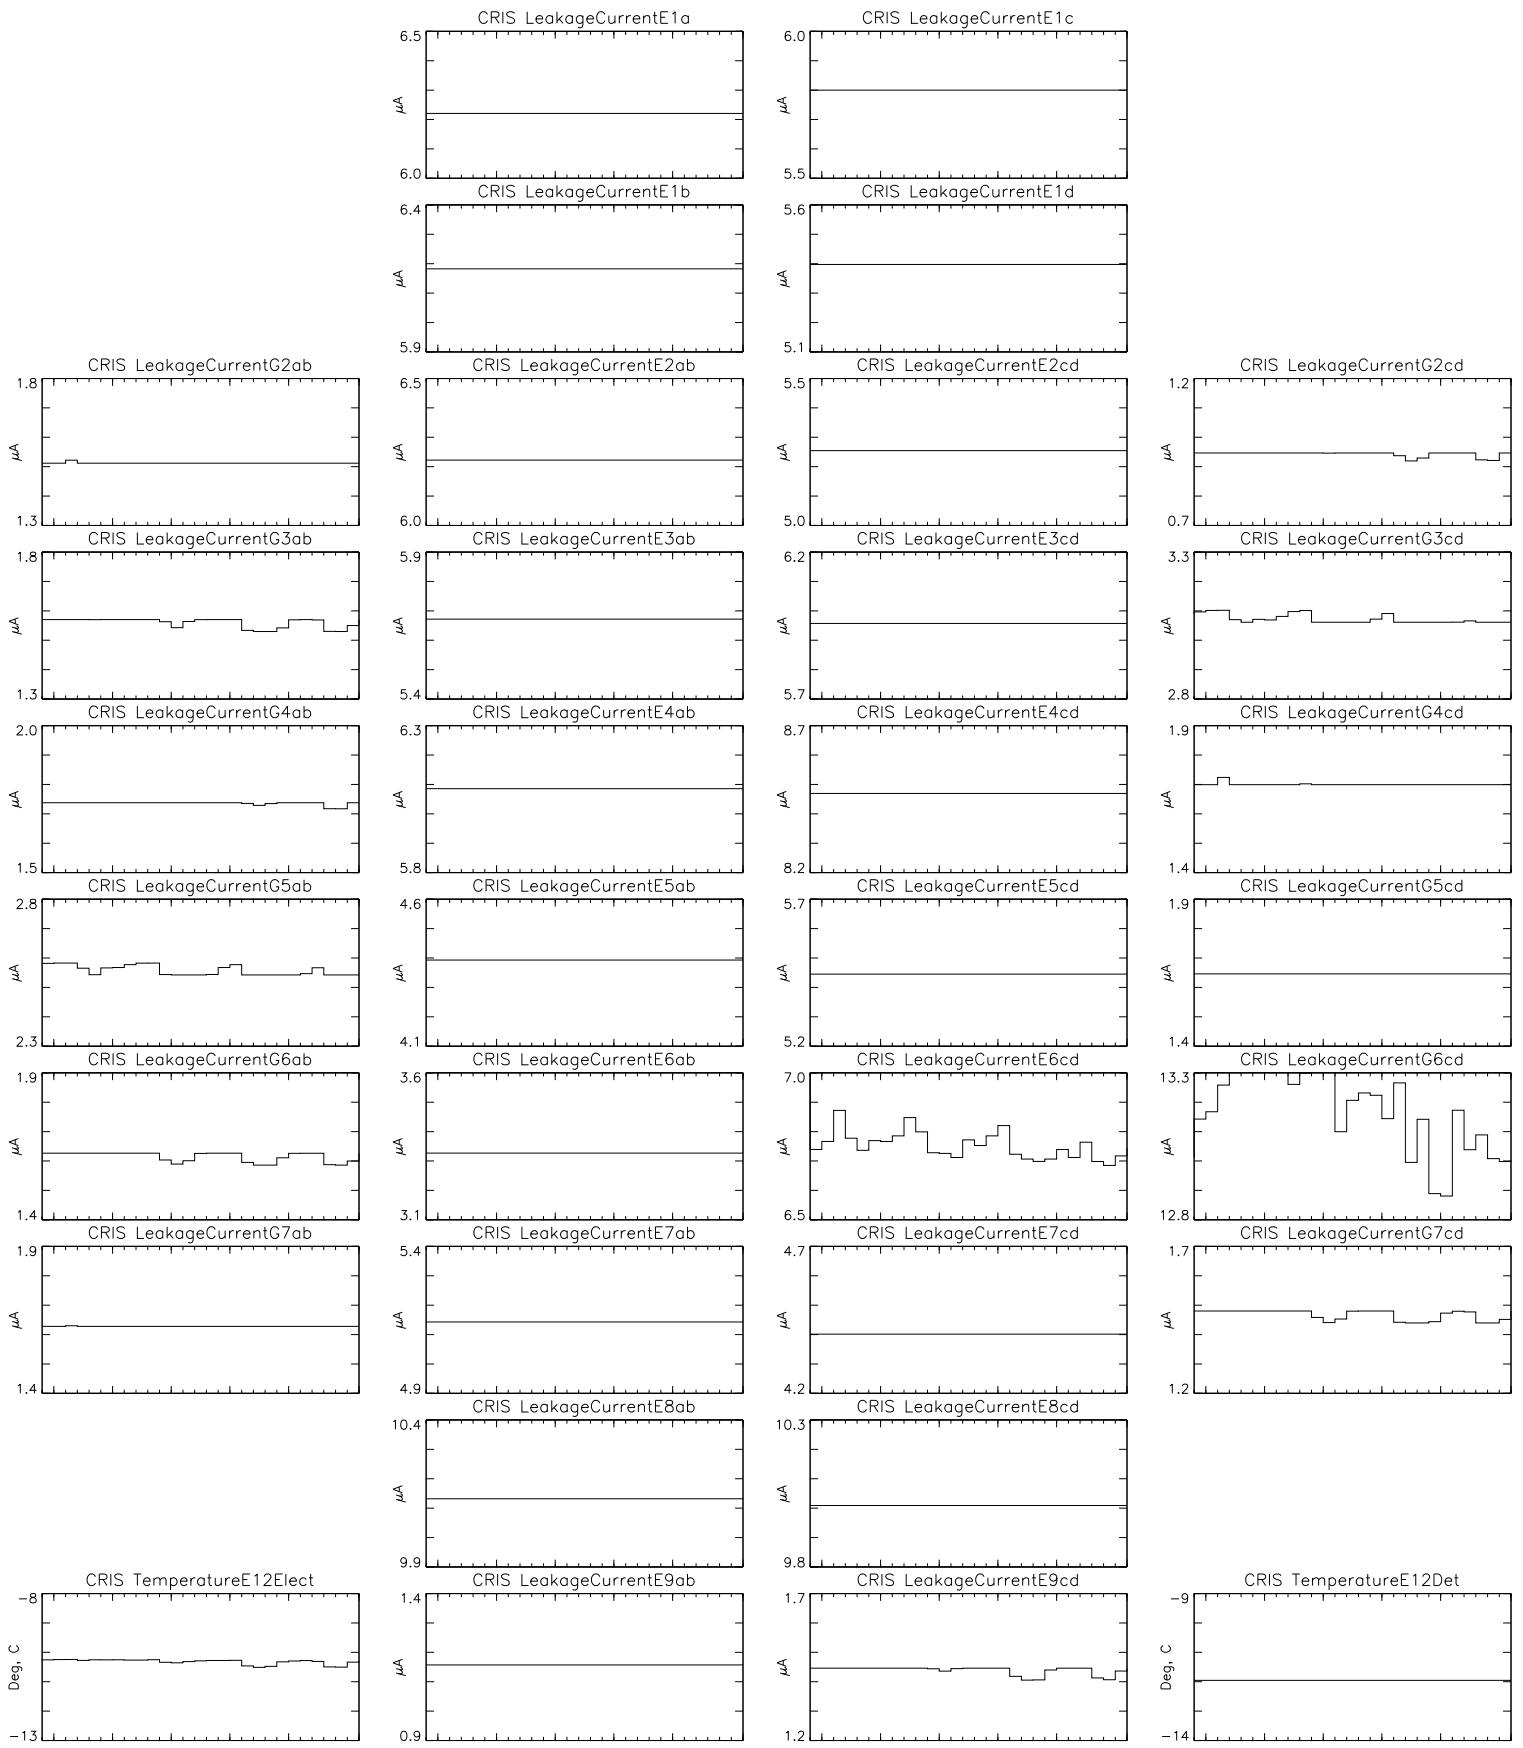 CRIS LeakageCurrentE1a
6.5
μA
6.0
CRIS LeakageCurrentE1c
6.0
μA
5.5
CRIS LeakageCurrentE1b
6.4
μA
5.9
CRIS LeakageCurrentE1d
5.6
μA
5.1
CRIS LeakageCurrentG2ab
1.8
μA
1.3
CRIS LeakageCurrentE2ab
6.5
μA
6.0
CRIS LeakageCurrentE2cd
5.5
μA
5.0
CRIS LeakageCurrentG2cd
1.2
μA
0.7
CRIS LeakageCurrentG3ab
1.8
μA
1.3
CRIS LeakageCurrentE3ab
5.9
μA
5.4
CRIS LeakageCurrentE3cd
6.2
μA
5.7
CRIS LeakageCurrentG3cd
3.3
μA
2.8
CRIS LeakageCurrentG4ab
2.0
μA
1.5
CRIS LeakageCurrentE4ab
6.3
μA
5.8
CRIS LeakageCurrentE4cd
8.7
μA
8.2
CRIS LeakageCurrentG4cd
1.9
μA
1.4
CRIS LeakageCurrentG5ab
2.8
μA
2.3
CRIS LeakageCurrentE5ab
4.6
μA
4.1
CRIS LeakageCurrentE5cd
5.7
μA
5.2
CRIS LeakageCurrentG5cd
1.9
μA
1.4
CRIS LeakageCurrentG6ab
1.9
μA
1.4
CRIS LeakageCurrentE6ab
3.6
μA
3.1
CRIS LeakageCurrentE6cd
7.0
μA
6.5
CRIS LeakageCurrentG6cd
13.3
μA
12.8
CRIS LeakageCurrentG7ab
1.9
μA
1.4
CRIS LeakageCurrentE7ab
5.4
μA
4.9
CRIS LeakageCurrentE7cd
4.7
μA
4.2
CRIS LeakageCurrentG7cd
1.7
μA
1.2
CRIS LeakageCurrentE8ab
10.4
μA
9.9
CRIS LeakageCurrentE8cd
10.3
μA
9.8
CRIS TemperatureE12Elect
-8
Deg, C
-13
CRIS LeakageCurrentE9ab
1.4
μA
0.9
CRIS LeakageCurrentE9cd
1.7
μA
1.2
CRIS TemperatureE12Det
-9
Deg, C
-14